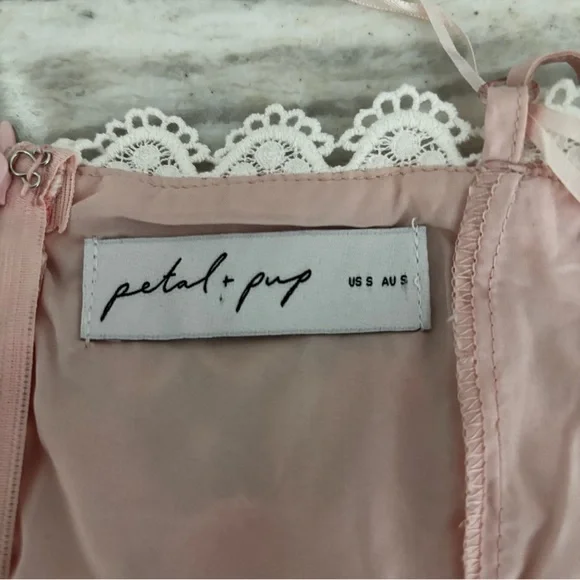 petal + pup US S AU S